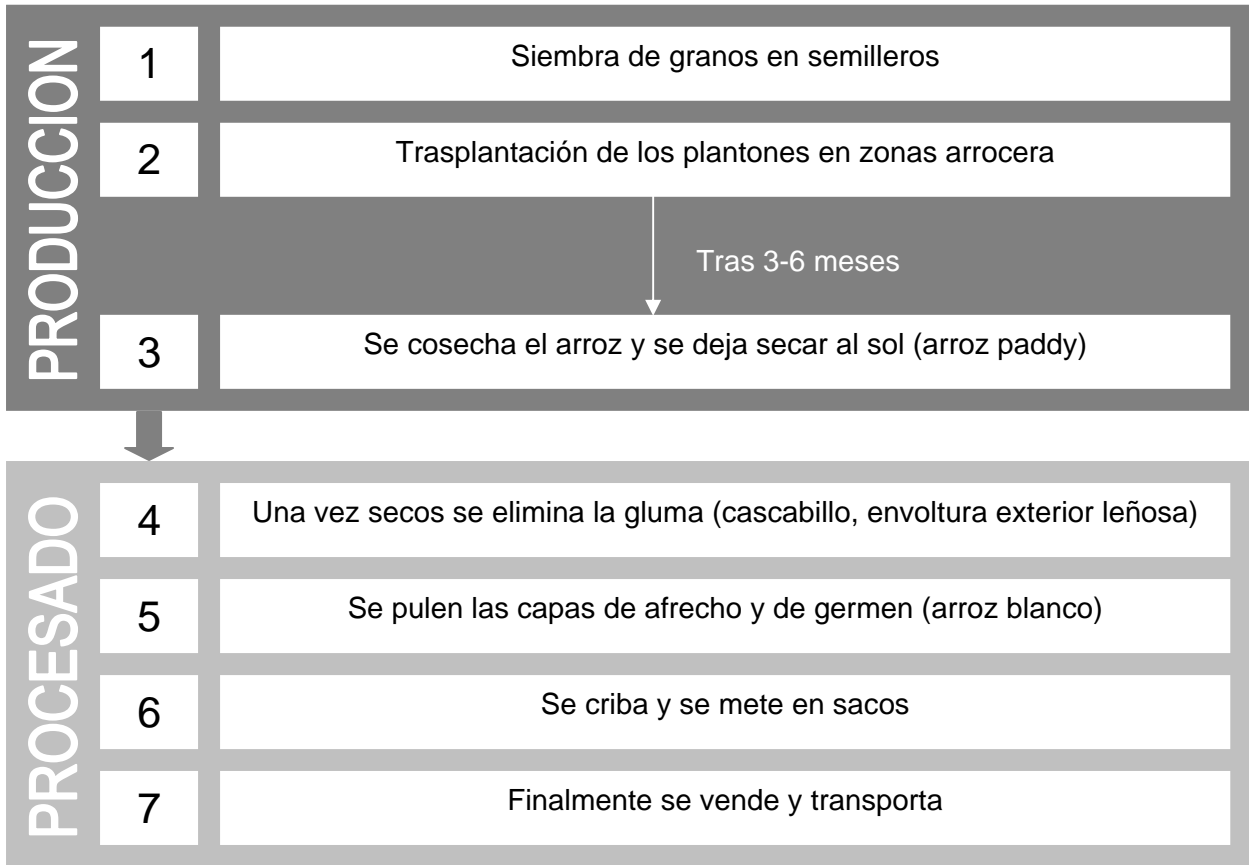 PRODUCCION
1
Siembra de granos en semilleros
2
Trasplantación de los plantones en zonas arrocera
Tras 3-6 meses
3
Se cosecha el arroz y se deja secar al sol (arroz paddy)
PROCESADO
4
Una vez secos se elimina la gluma (cascabillo, envoltura exterior leñosa)
5
Se pulen las capas de afrecho y de germen (arroz blanco)
6
Se criba y se mete en sacos
7
Finalmente se vende y transporta